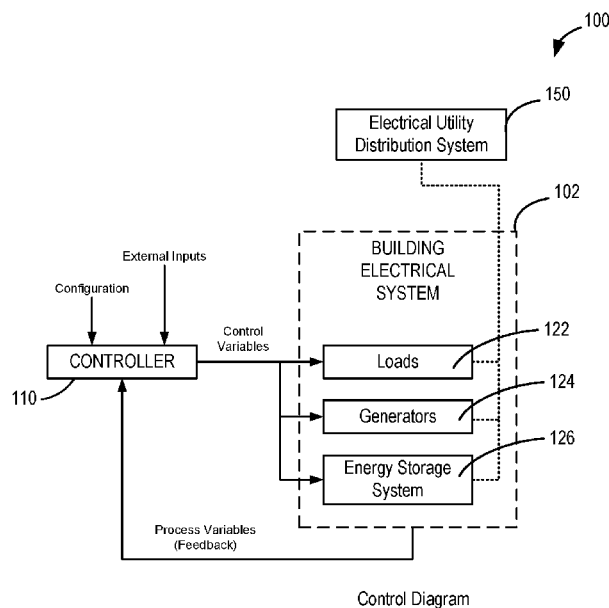 100
150
Electrical Utility
Distribution System
102
BUILDING
ELECTRICAL
SYSTEM
External Inputs
Configuration
Control
Variables
CONTROLLER
110
Loads
122
Generators
124
Energy Storage
System
126
Process Variables
(Feedback)
Control Diagram